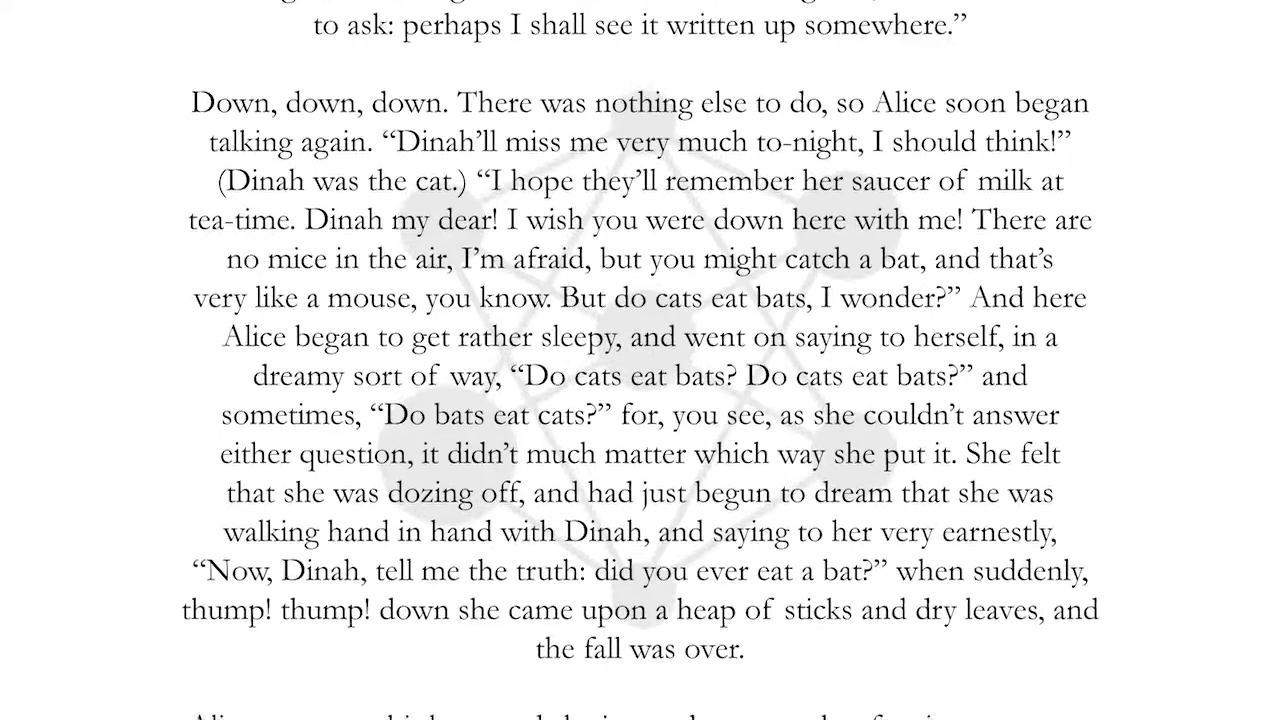 to ask: perhaps I shall see it written up somewhere.”
Down, down, down. There was nothing else to do, so Alice soon began
talking again. “Dinah’ll miss me very much to-night, I should think!”
(Dinah was the cat.) “I hope they’ll remember her saucer of milk at
tea-time. Dinah my dear! I wish you were down here with me! There are
no mice in the air, I’m afraid, but you might catch a bat, and that’s
very like a mouse, you know. But do cats eat bats, I wonder?” And here
Alice began to get rather sleepy, and went on saying to herself, in a
dreamy sort of way, “Do cats eat bats? Do cats eat bats?” and
sometimes, “Do bats eat cats?” for, you see, as she couldn’t answer
either question, it didn’t much matter which way she put it. She felt
that she was dozing off, and had just begun to dream that she was
walking hand in hand with Dinah, and saying to her very earnestly,
“Now, Dinah, tell me the truth: did you ever eat a bat?” when suddenly,
thump! thump! down she came upon a heap of sticks and dry leaves, and
the fall was over.